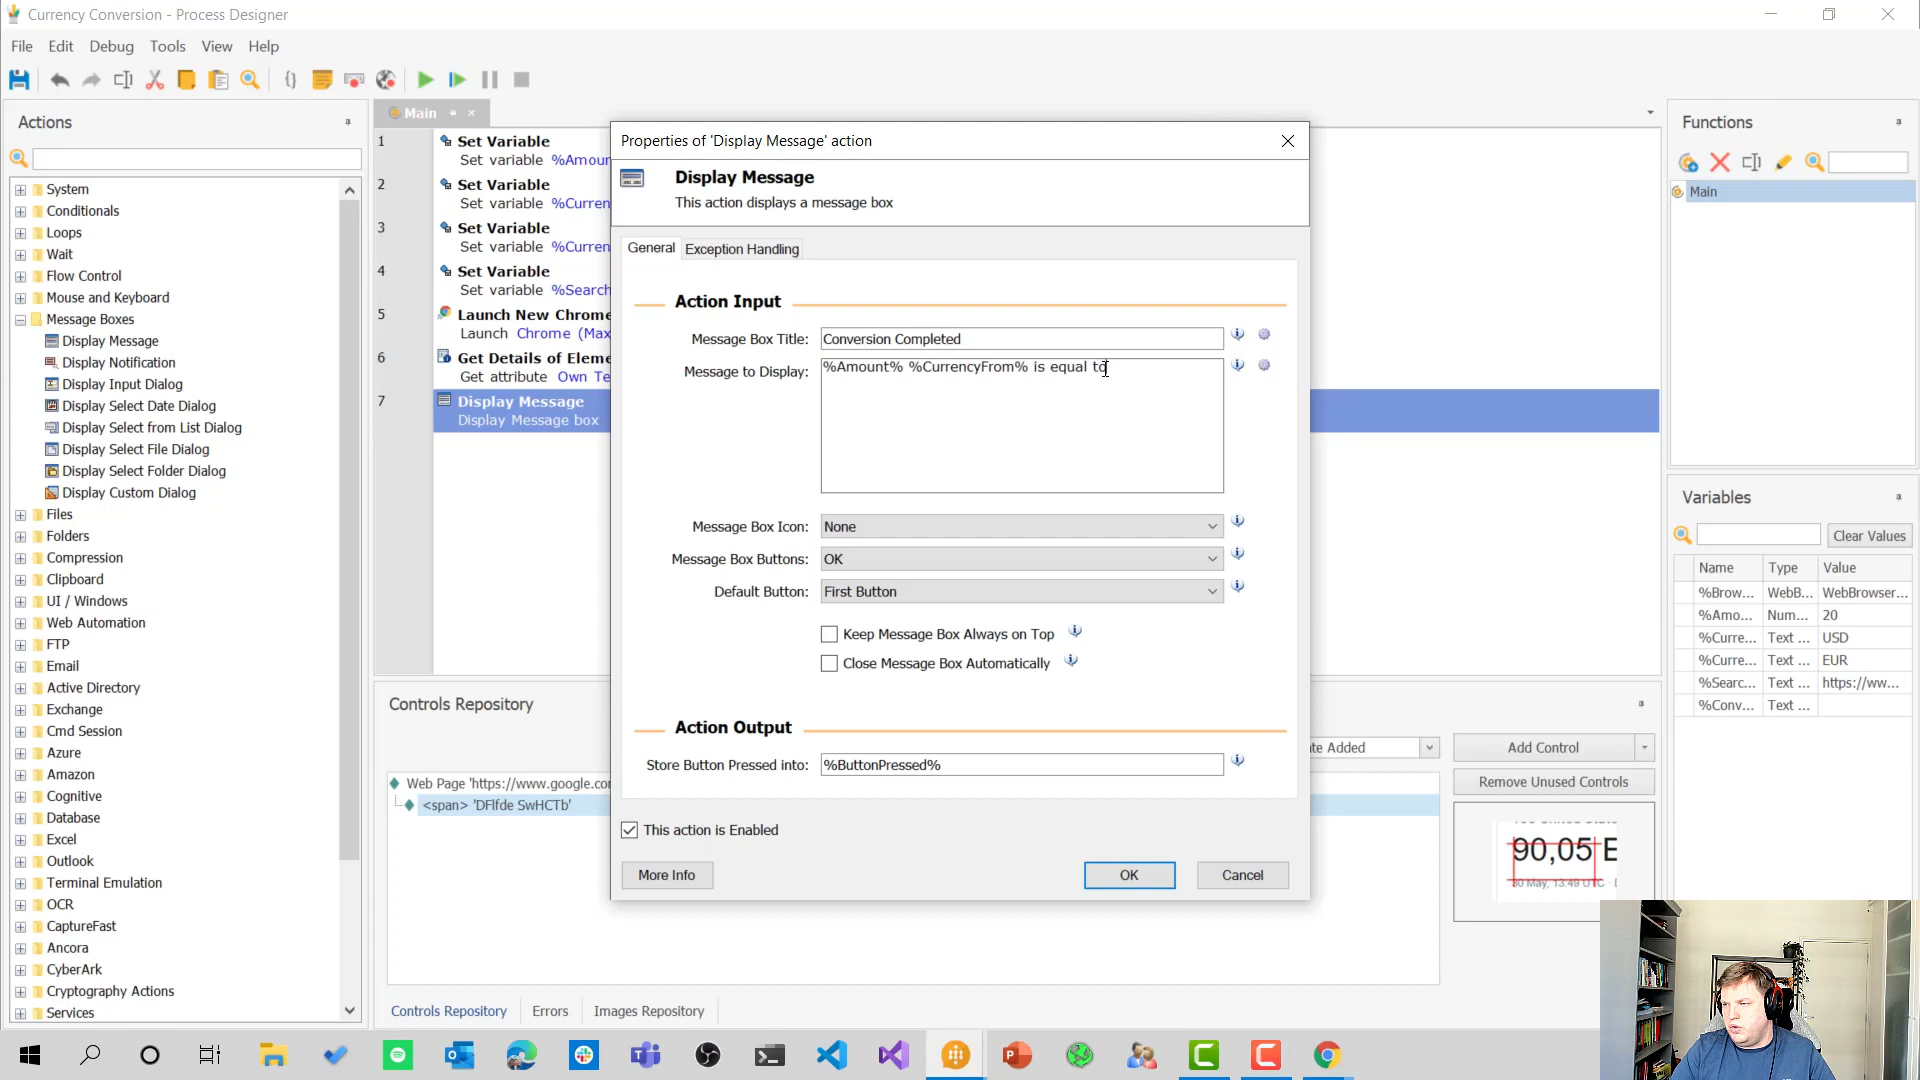 Currency Conversion - Process Designer
File Edit Debug Tools View Help
Actions
System
Conditionals
Loops
Wait
Flow Control
Mouse and Keyboard
Message Boxes
Display Message
Display Notification
Display Input Dialog
Display Select Date Dialog
Display Select from List Dialog
Display Select File Dialog
Display Select Folder Dialog
Display Custom Dialog
Files
Folders
Compression
Clipboard
UI / Windows
Web Automation
FTP
Email
Active Directory
Exchange
Cmd Session
Azure
Amazon
Cognitive
Database
Excel
Outlook
Terminal Emulation
OCR
CaptureFast
Ancora
CyberArk
Cryptography Actions
Services
Main
1 Set Variable
Set variable %Amoun
2 Set Variable
Set variable %Curren
3 Set Variable
Set variable %Curren
4 Set Variable
Set variable %Search
5 Launch New Chrome
Launch Chrome (Max
6 Get Details of Eleme
Get attribute Own Te
7 Display Message
Display Message box
Properties of 'Display Message' action
Display Message
This action displays a message box
General Exception Handling
Action Input
Message Box Title: Conversion Completed
Message to Display: %Amount% %CurrencyFrom% is equal to
Message Box Icon: None
Message Box Buttons: OK
Default Button: First Button
Keep Message Box Always on Top
Close Message Box Automatically
Action Output
Store Button Pressed into: %ButtonPressed%
This action is Enabled
More Info OK Cancel
Controls Repository
te Added
Add Control
Remove Unused Controls
Web Page 'https://www.google.con
<span> 'DFlfde SwHCTb'
90,05 E
30 May, 13:49 UTC
Controls Repository Errors Images Repository
Functions
Main
Variables
Clear Values
Name Type Value
%Brow... WebB... WebBrowser...
%Amo... Num... 20
%Curre... Text ... USD
%Curre... Text ... EUR
%Searc... Text ... https://ww...
%Conv... Text ...